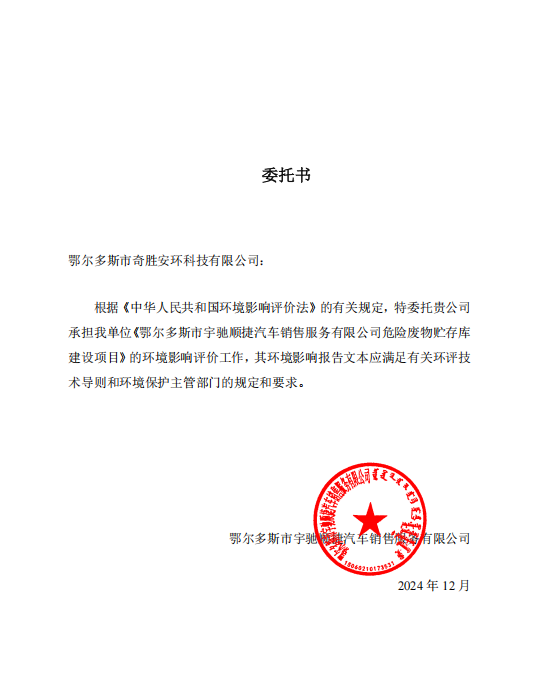 委托书
鄂尔多斯市奇胜安环科技有限公司：
根据《中华人民共和国环境影响评价法》的有关规定，特委托贵公司
承担我单位《鄂尔多斯市宇驰顺捷汽车销售服务有限公司危险废物贮存库
建设项目》的环境影响评价工作，其环境影响报告文本应满足有关环评技
术导则和环境保护主管部门的规定和要求。
鄂尔多斯市宇驰顺捷汽车销售服务有限公司
2024 年 12 月